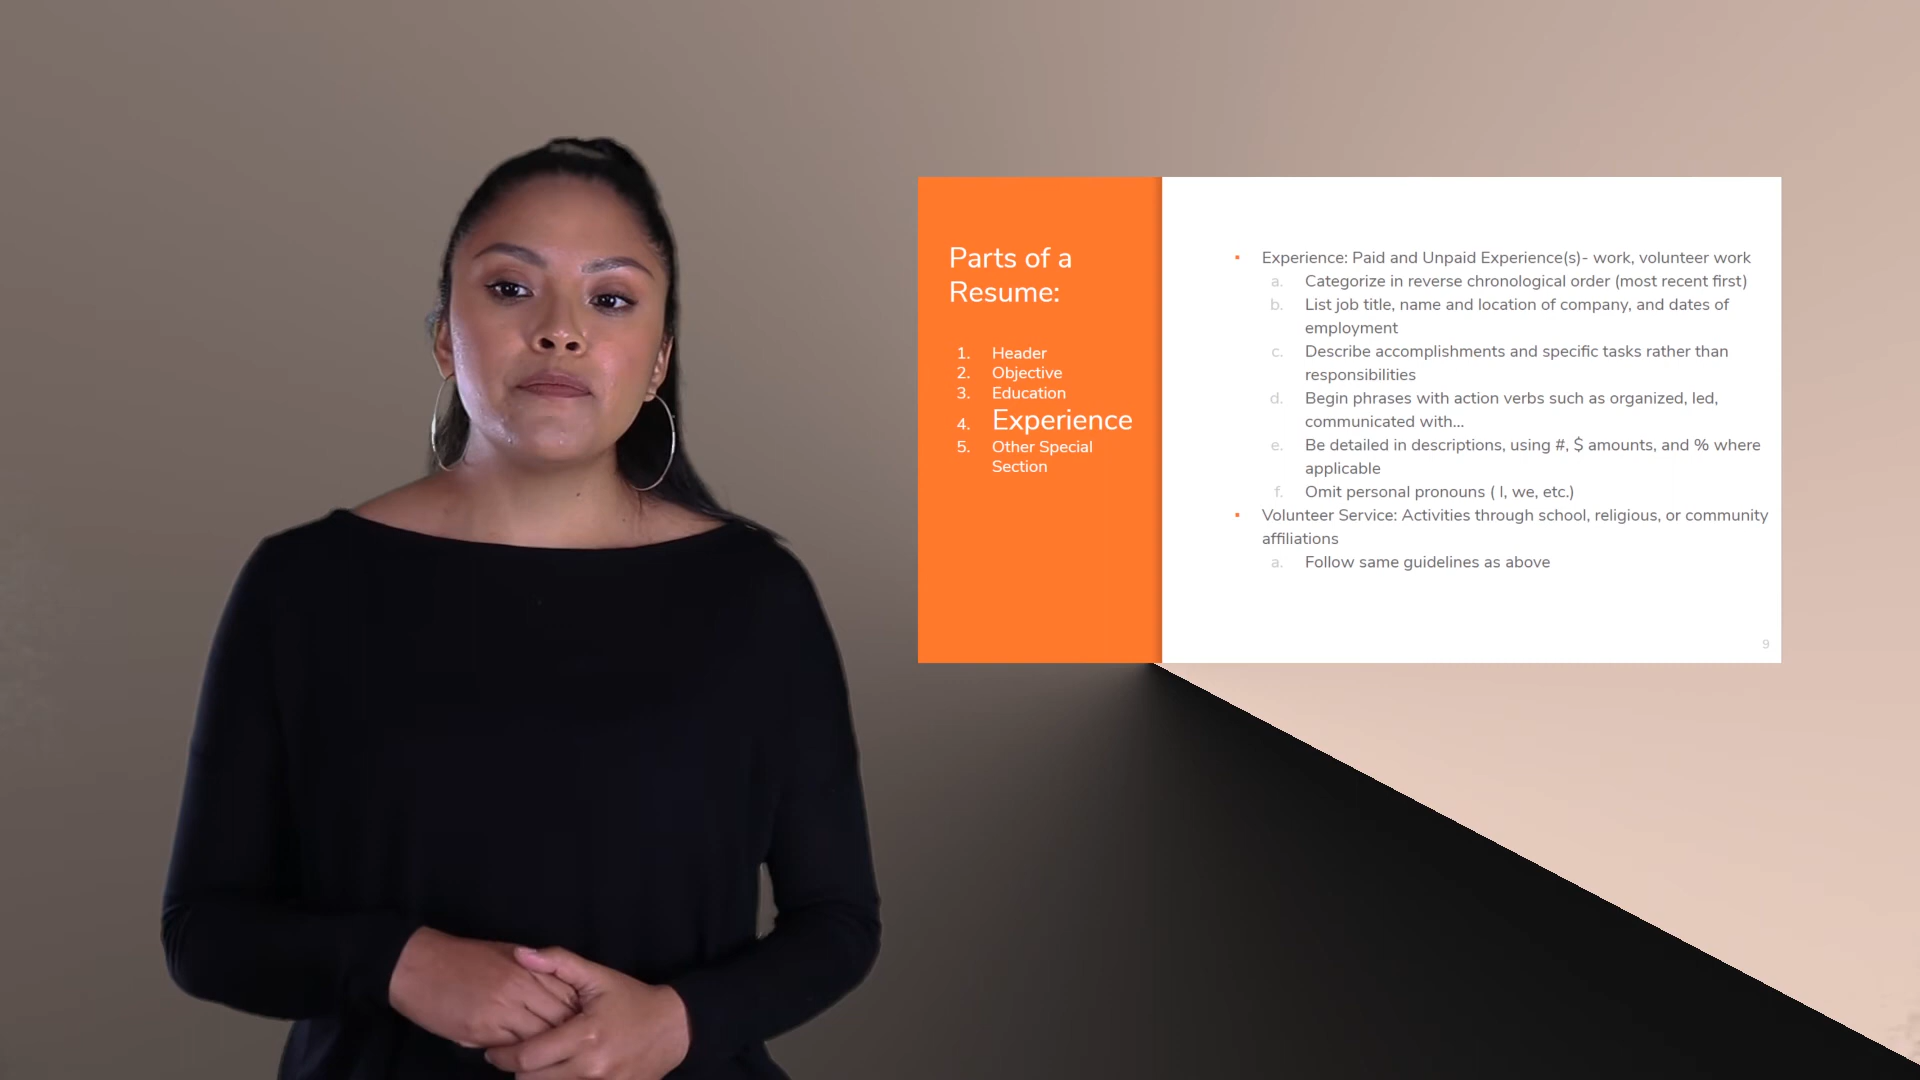 Parts of a
Resume:
1. Header
2. Objective
3. Education
4. Experience
5. Other Special
Section
▪ Experience: Paid and Unpaid Experience(s)- work, volunteer work
a. Categorize in reverse chronological order (most recent first)
b. List job title, name and location of company, and dates of
employment
c. Describe accomplishments and specific tasks rather than
responsibilities
d. Begin phrases with action verbs such as organized, led,
communicated with...
e. Be detailed in descriptions, using #, $ amounts, and % where
applicable
f. Omit personal pronouns ( I, we, etc.)
▪ Volunteer Service: Activities through school, religious, or community
affiliations
a. Follow same guidelines as above
9